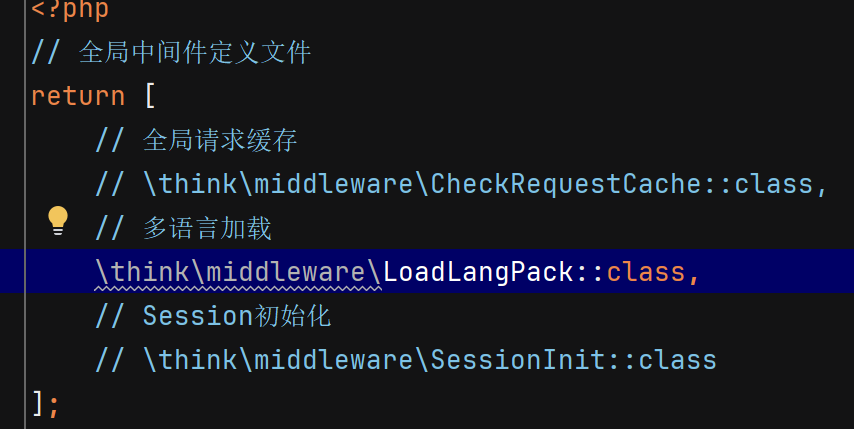 <?php
// 全局中间件定义文件
return [
// 全局请求缓存
// \think\middleware\CheckRequestCache::class,
// 多语言加载
\think\middleware\LoadLangPack::class,
// Session初始化
// \think\middleware\SessionInit::class
];